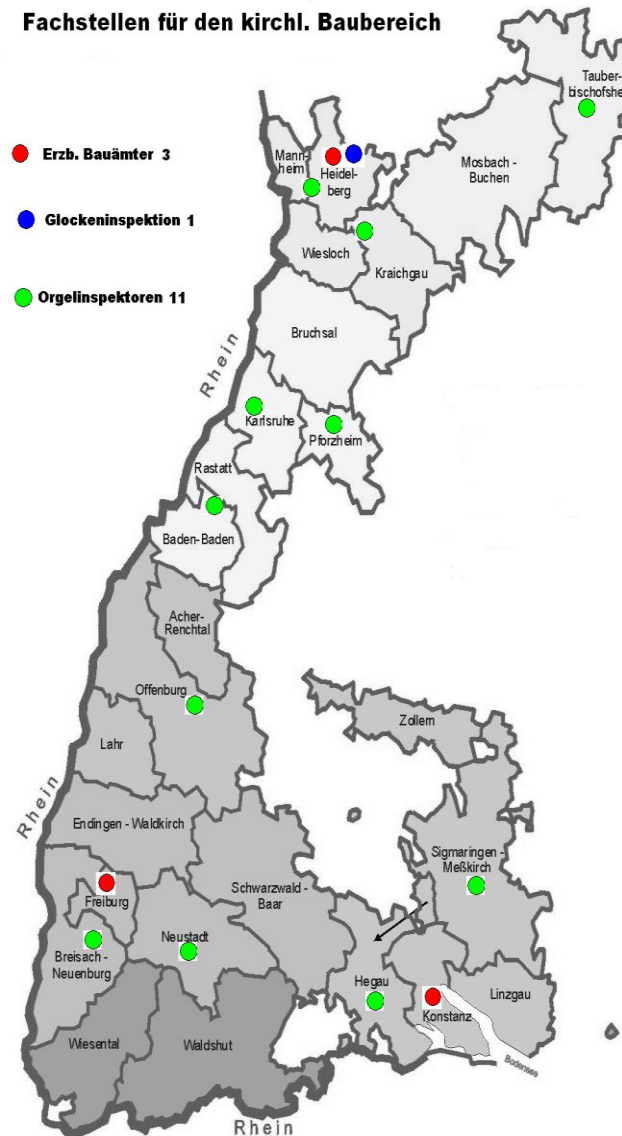 Fachstellen für den kirchl. Baubereich
Erzb. Bauämter 3
Glockeninspektion 1
Orgelinspektoren 11
Tauber-
bischofshe
Mosbach -
Buchen
Mann-
heim
Heidel-
berg
Wiesloch
Kraichgau
Bruchsal
Rhein
Karlsruhe
Pforzheim
Rastatt
Baden-Baden
Acher-
Renchtal
Offenburg
Zollern
Lahr
Rhein
Endingen - Waldkirch
Sigmaringen -
Meßkirch
Schwarzwald -
Baar
Freiburg
Neustadt
Breisach -
Neuenburg
Hegau
Linzgau
Konstanz
Wiesental
Waldshut
Bodensee
Rhein